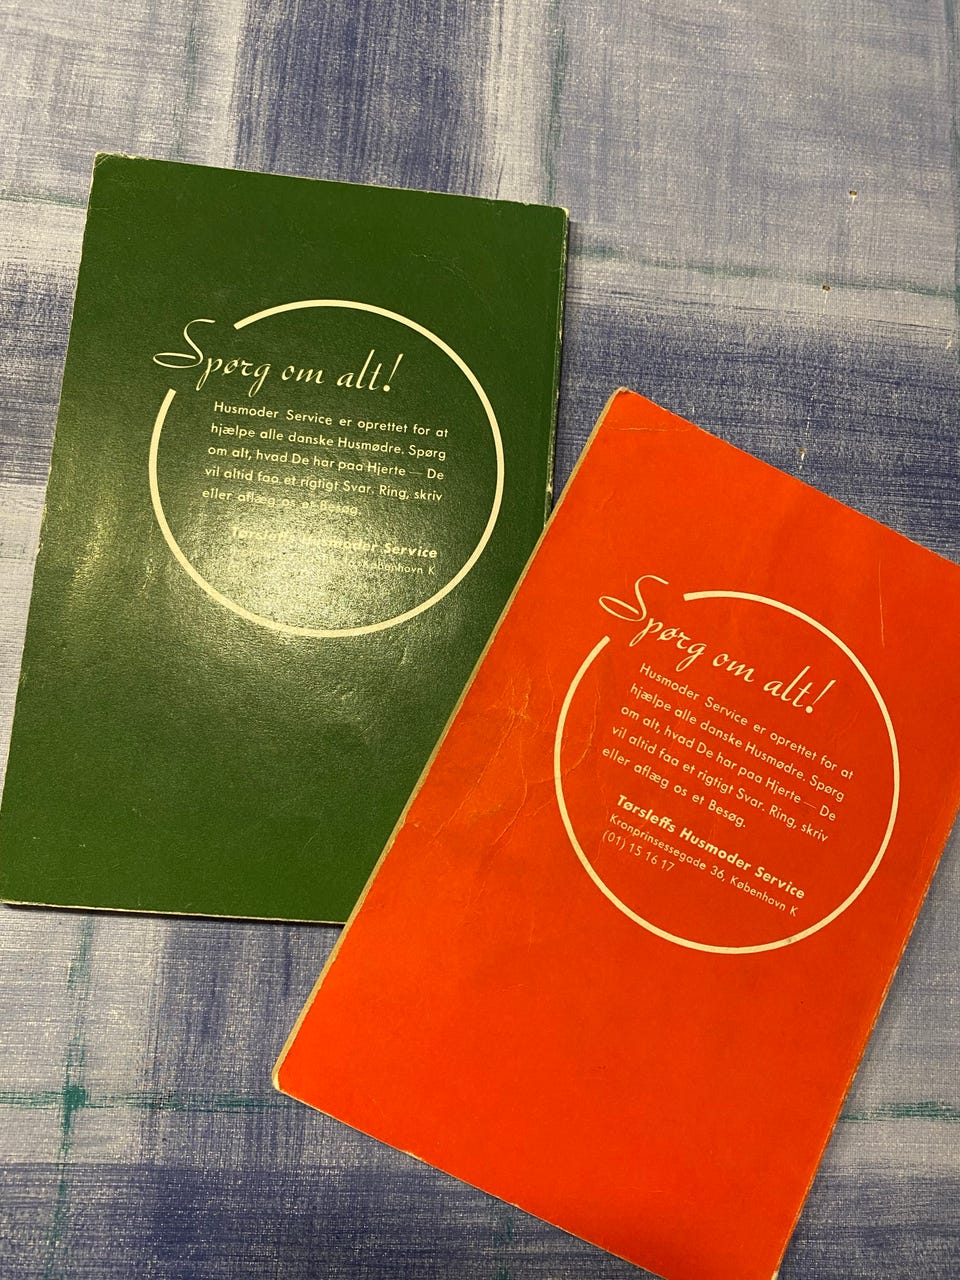 Spørg om alt!
Husmoder Service er oprettet for at
hjælpe alle danske Husmødre. Spørg
om alt, hvad De har paa Hjerte — De
vil altid faa et rigtigt Svar. Ring, skriv
eller aflæg os et Besøg.
Tørsleffs Husmoder Service
København K
Spørg om alt!
Husmoder Service er oprettet for at
hjælpe alle danske Husmødre. Spørg
om alt, hvad De har paa Hjerte — De
vil altid faa et rigtigt Svar. Ring, skriv
eller aflæg os et Besøg.
Tørsleffs Husmoder Service
Kronprinsessegade 36, København K
(01) 15 16 17